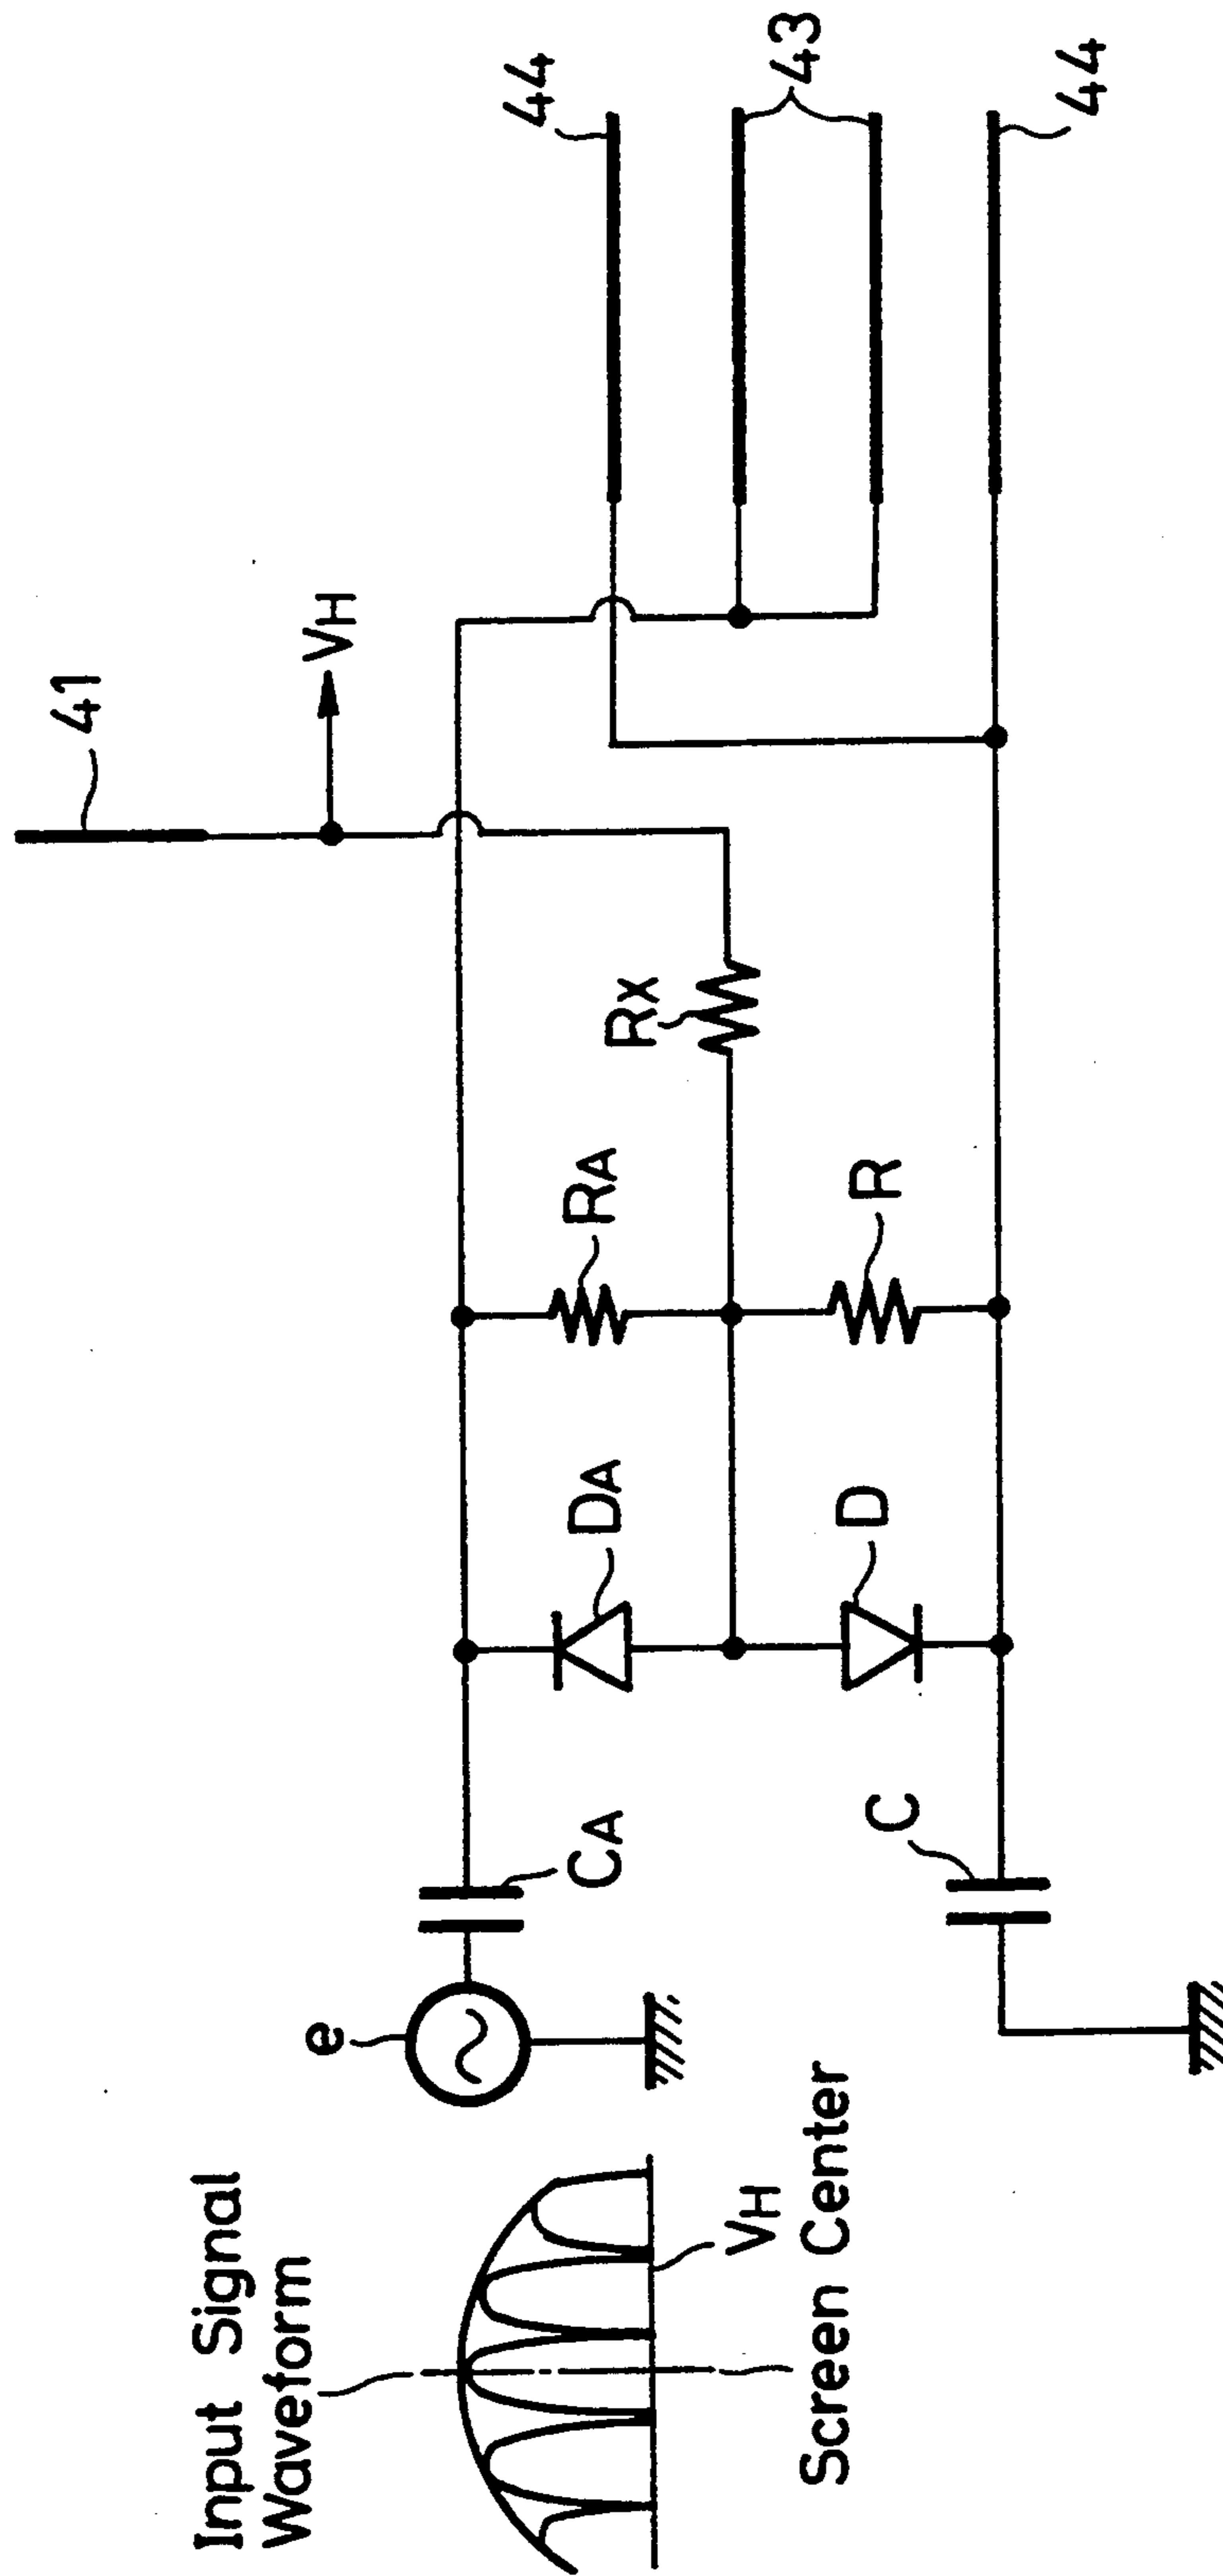 Input Signal
Waveform
VH
Screen Center
e
CA
C
DA
D
RA
R
RX
41
VH
44
43
44